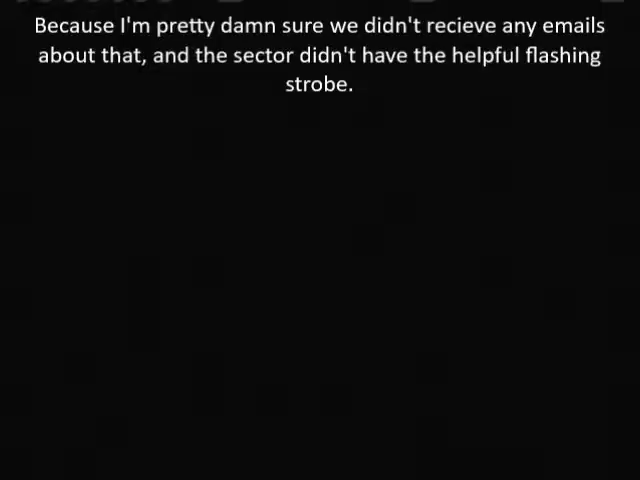 Because I'm pretty damn sure we didn't recieve any emails
about that, and the sector didn't have the helpful flashing
strobe.